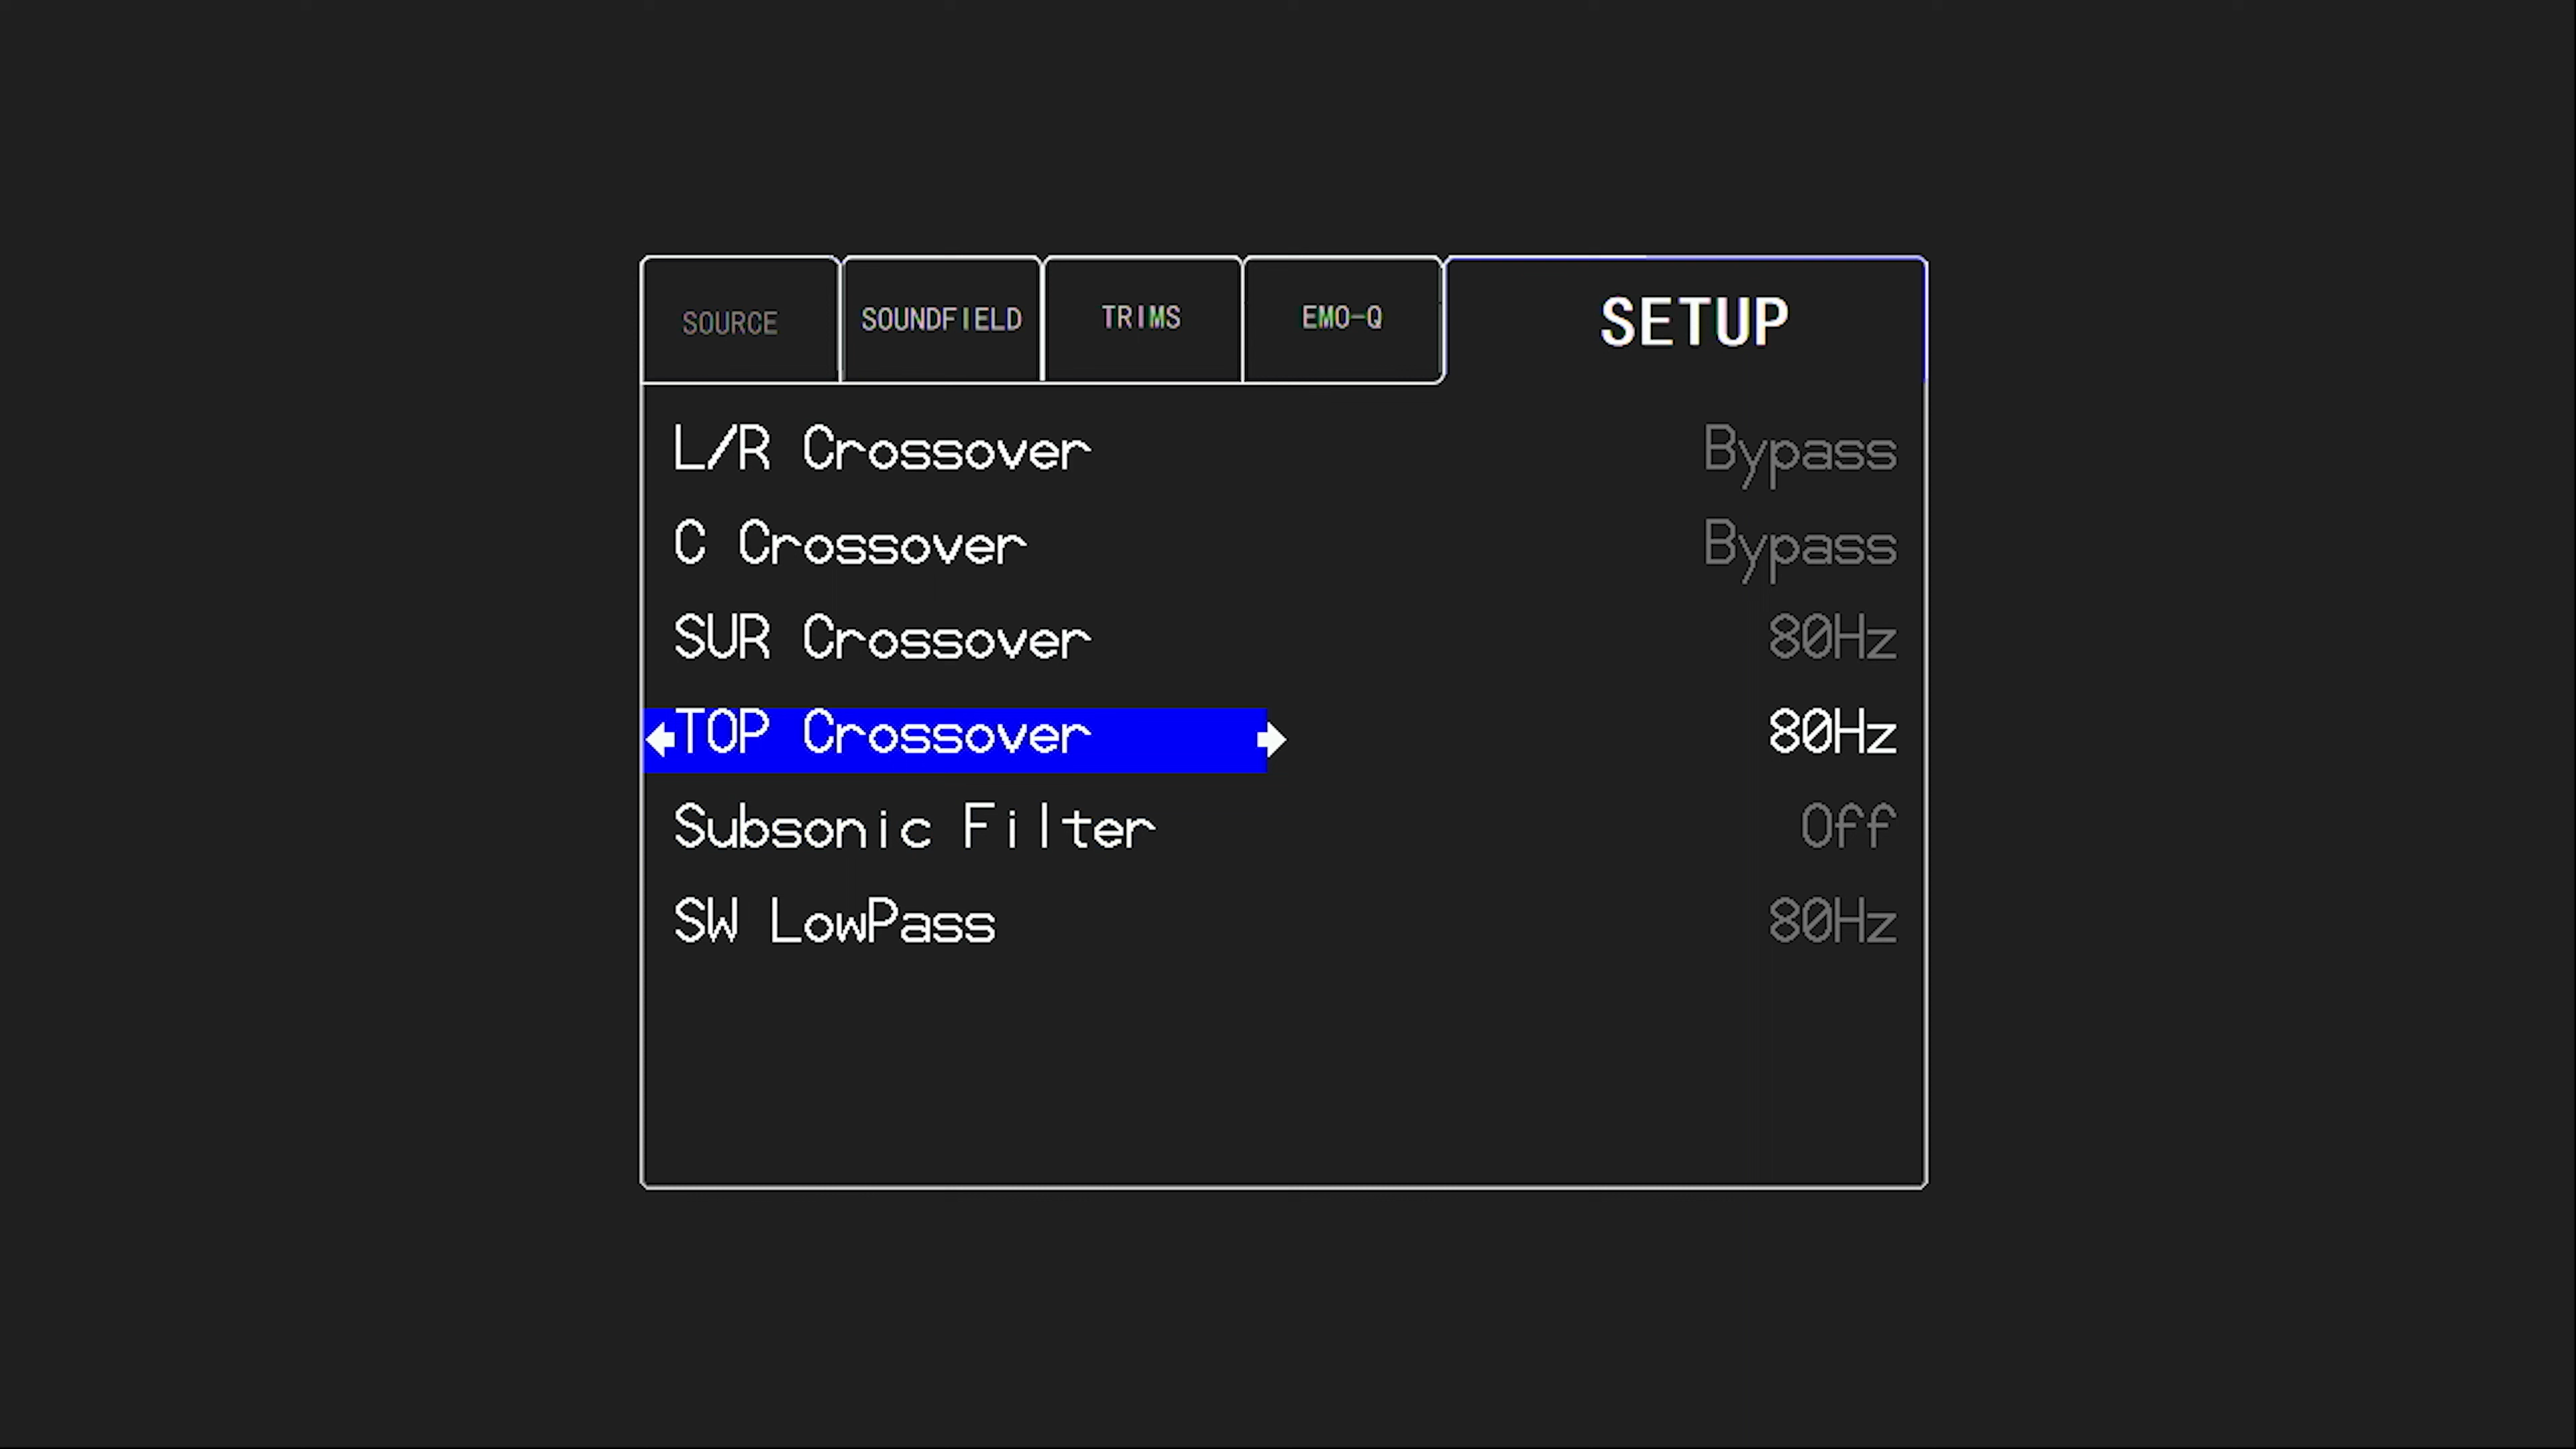 SOURCE SOUNDFIELD TRIMS EMO-Q SETUP
L/R Crossover Bypass
C Crossover Bypass
SUR Crossover 80Hz
TOP Crossover 80Hz
Subsonic Filter Off
SW LowPass 80Hz